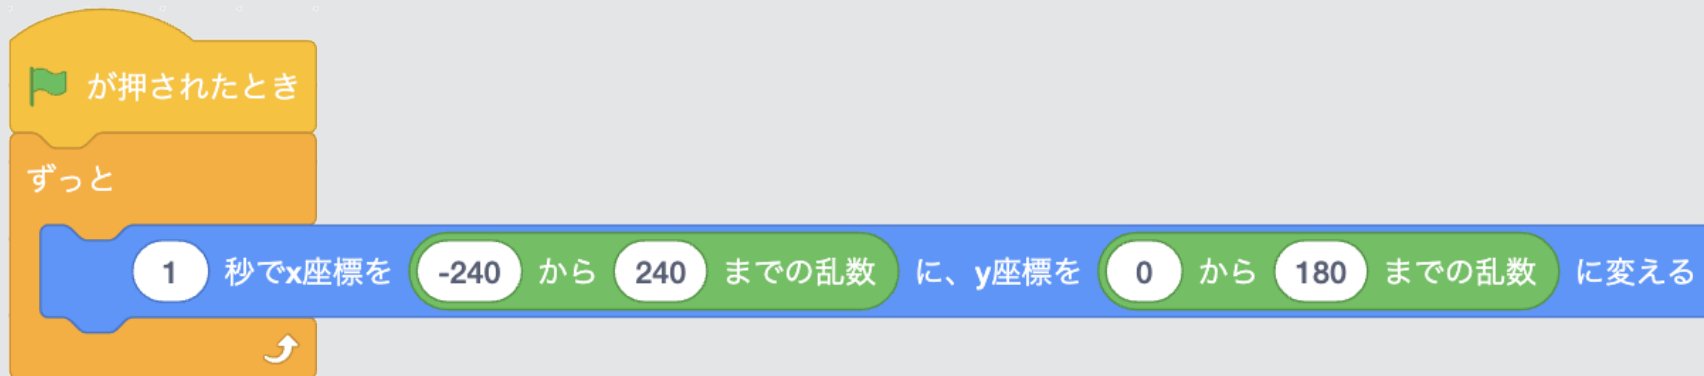 が押されたとき
ずっと
1 秒でx座標を -240 から 240 までの乱数 に、y座標を 0 から 180 までの乱数 に変える